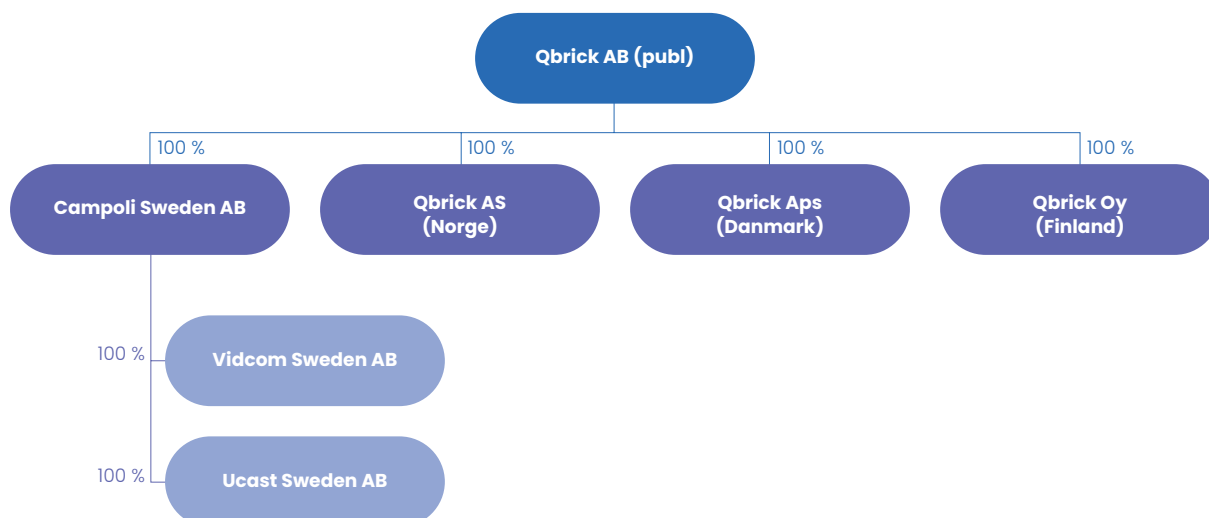 Qbrick AB (publ)
100 %
100 %
100 %
100 %
Campoli Sweden AB
Qbrick AS
(Norge)
Qbrick Aps
(Danmark)
Qbrick Oy
(Finland)
100 %
Vidcom Sweden AB
100 %
Ucast Sweden AB